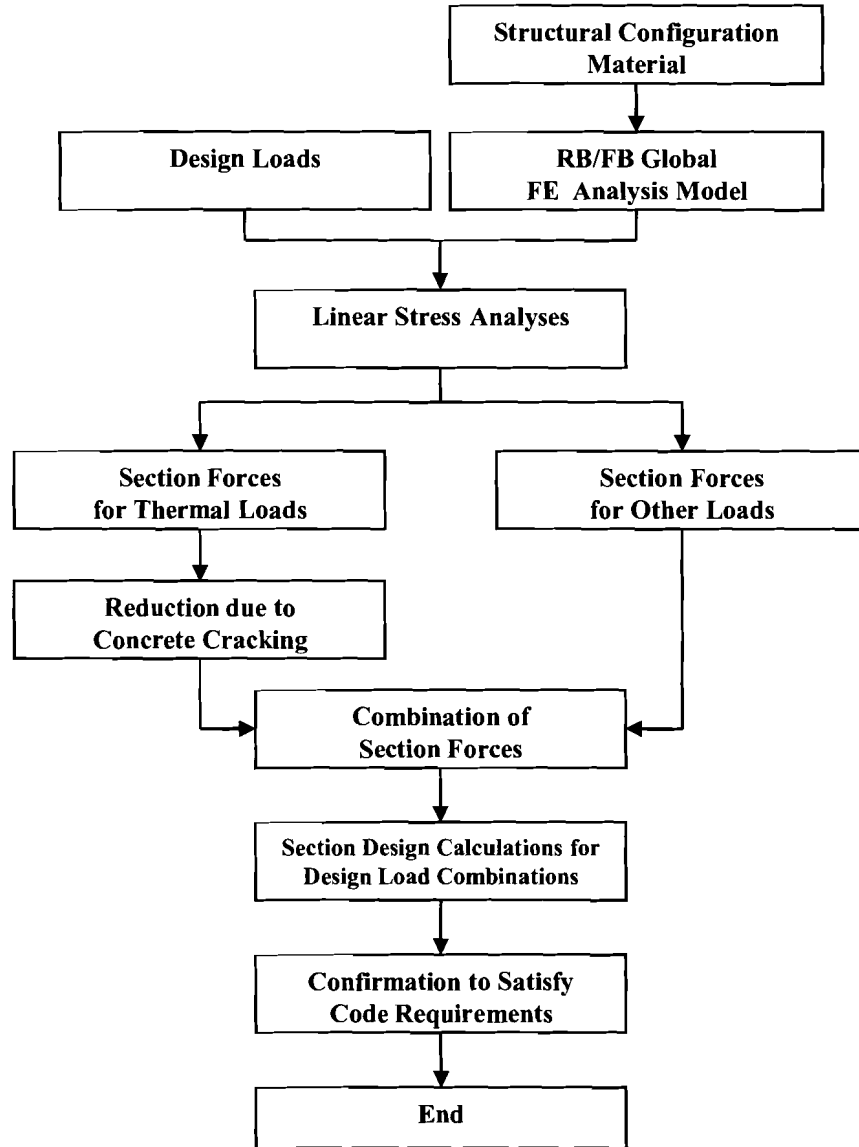 Structural Configuration
Material
Design Loads
RB/FB Global
FE Analysis Model
Linear Stress Analyses
Section Forces
for Thermal Loads
Section Forces
for Other Loads
Reduction due to
Concrete Cracking
Combination of
Section Forces
Section Design Calculations for
Design Load Combinations
Confirmation to Satisfy
Code Requirements
End